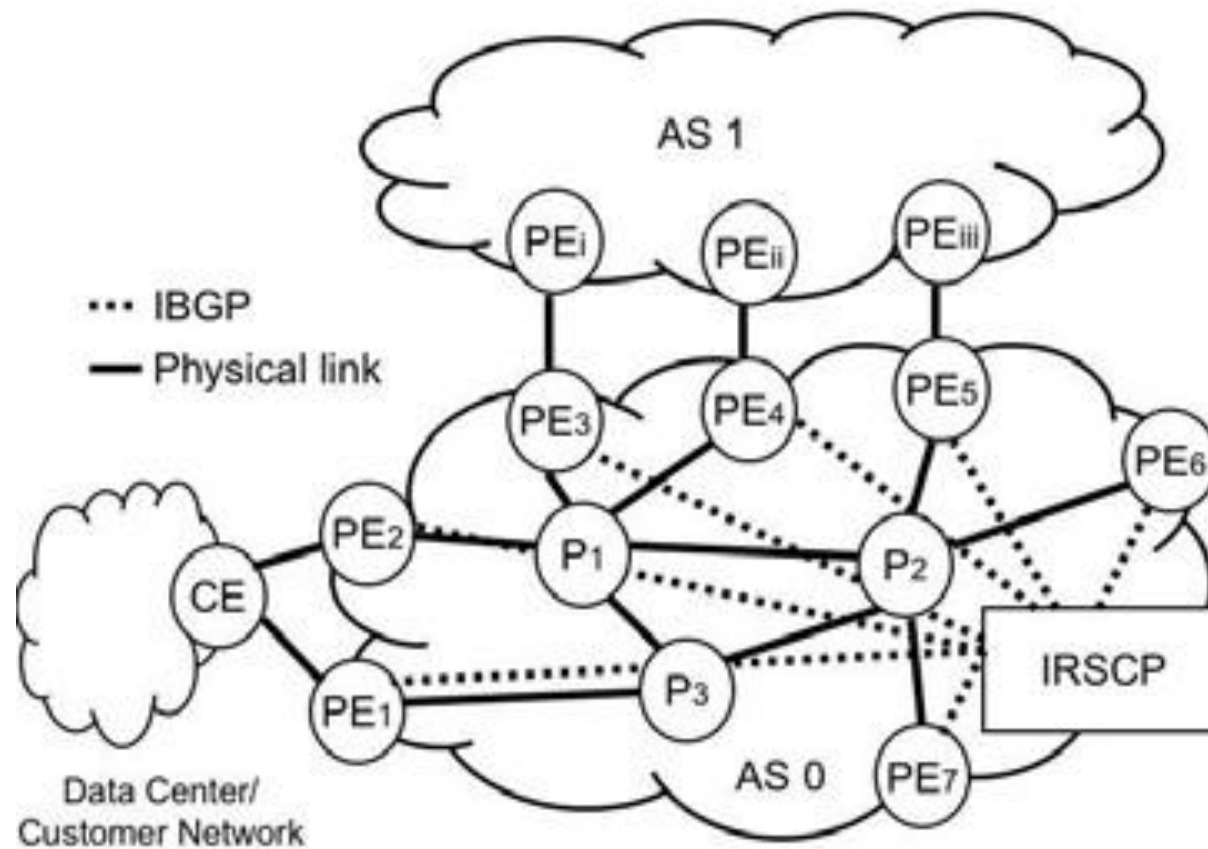 AS 1
PEi
PEii
PEiii
IBGP
Physical link
PE3
PE4
PE5
PE6
PE2
P1
P2
CE
P3
IRSCP
PE1
AS 0
PE7
Data Center/
Customer Network